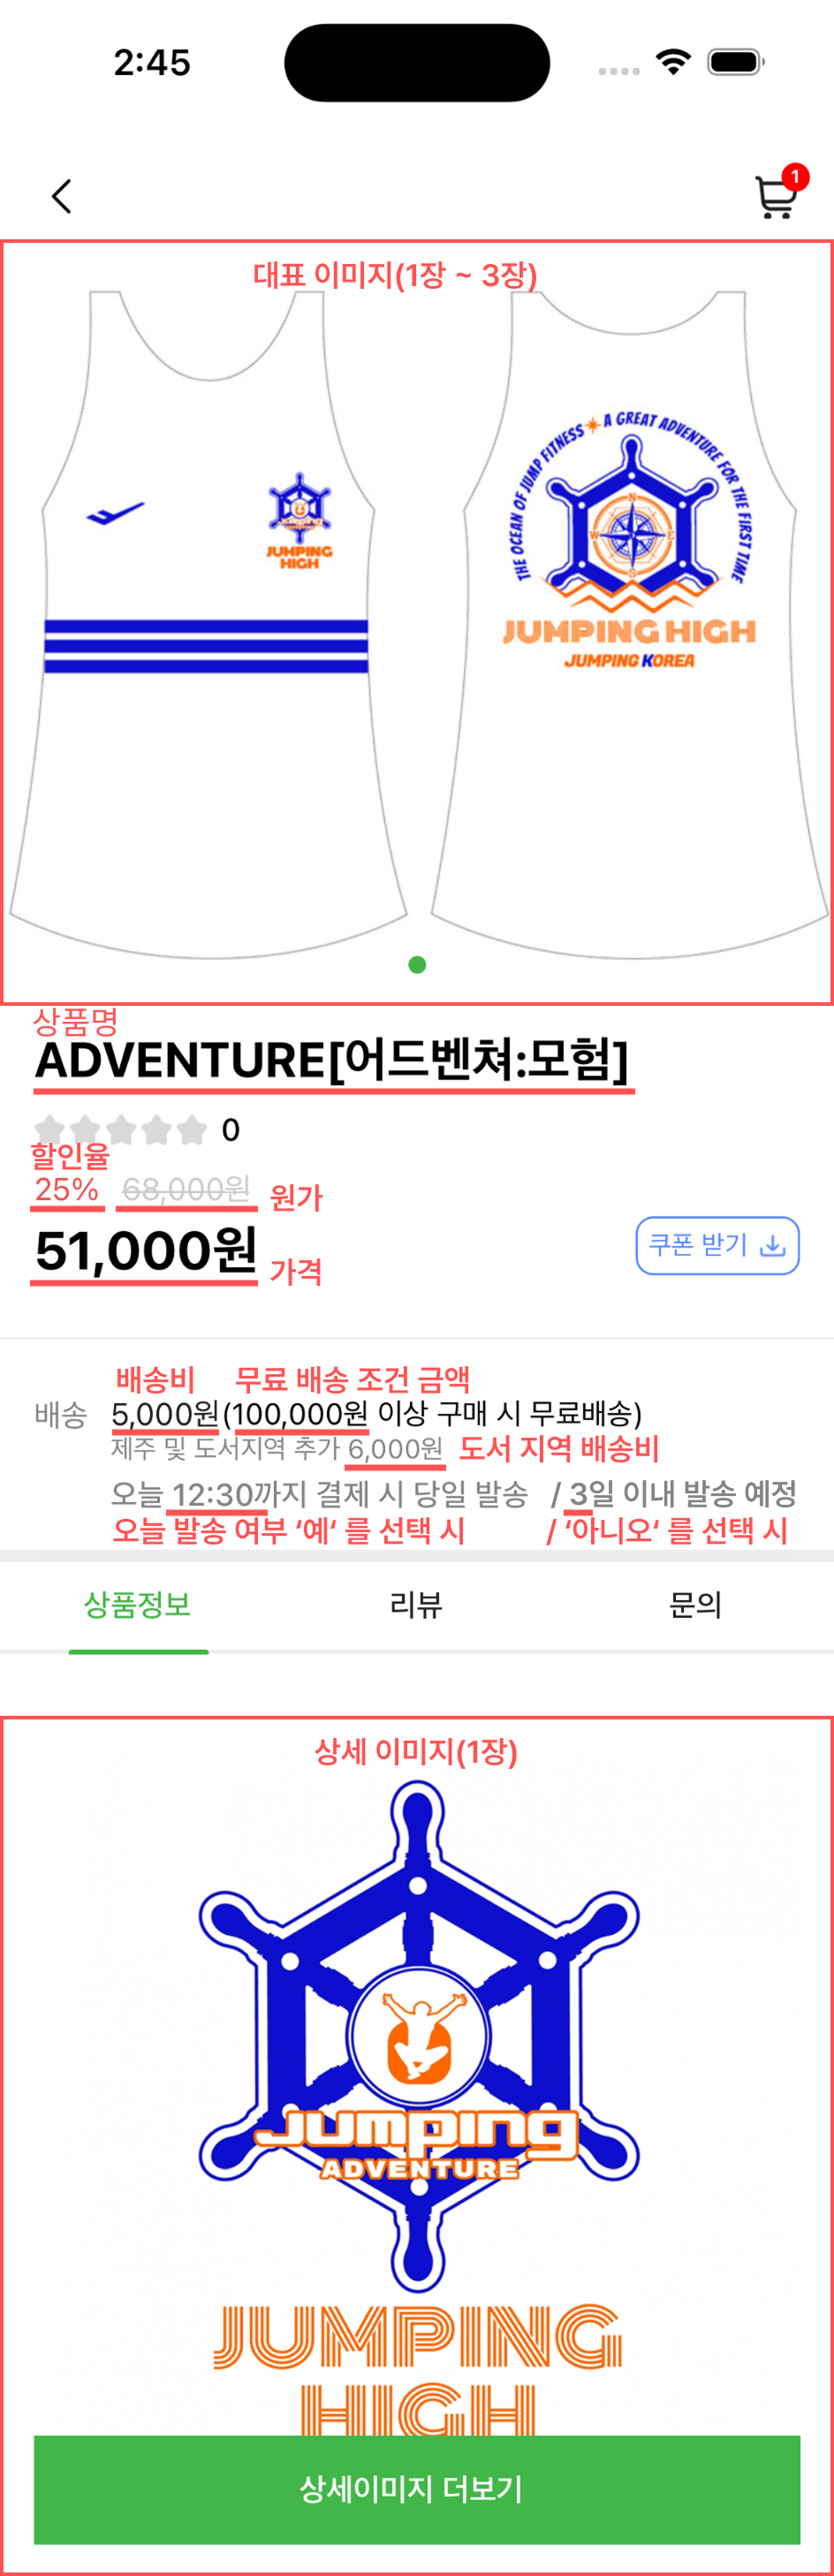 2:45
1
대표 이미지(1장 ~ 3장)
THE OCEAN OF JUMP FITNESS A GREAT ADVENTURE FOR THE FIRST TIME
N
W E
S
Jumping
JUMPING
HIGH
JUMPING HIGH
JUMPING KOREA
상품명
ADVENTURE[어드벤쳐:모험]
0
할인율
25% 68,000원 원가
51,000원 가격
쿠폰 받기
배송비 무료 배송 조건 금액
배송 5,000원(100,000원 이상 구매 시 무료배송)
제주 및 도서지역 추가 6,000원 도서 지역 배송비
오늘 12:30까지 결제 시 당일 발송 / 3일 이내 발송 예정
오늘 발송 여부 ‘예‘ 를 선택 시 / ‘아니오‘ 를 선택 시
상품정보 리뷰 문의
상세 이미지(1장)
Jumping
ADVENTURE
JUMPING
HIGH
상세이미지 더보기